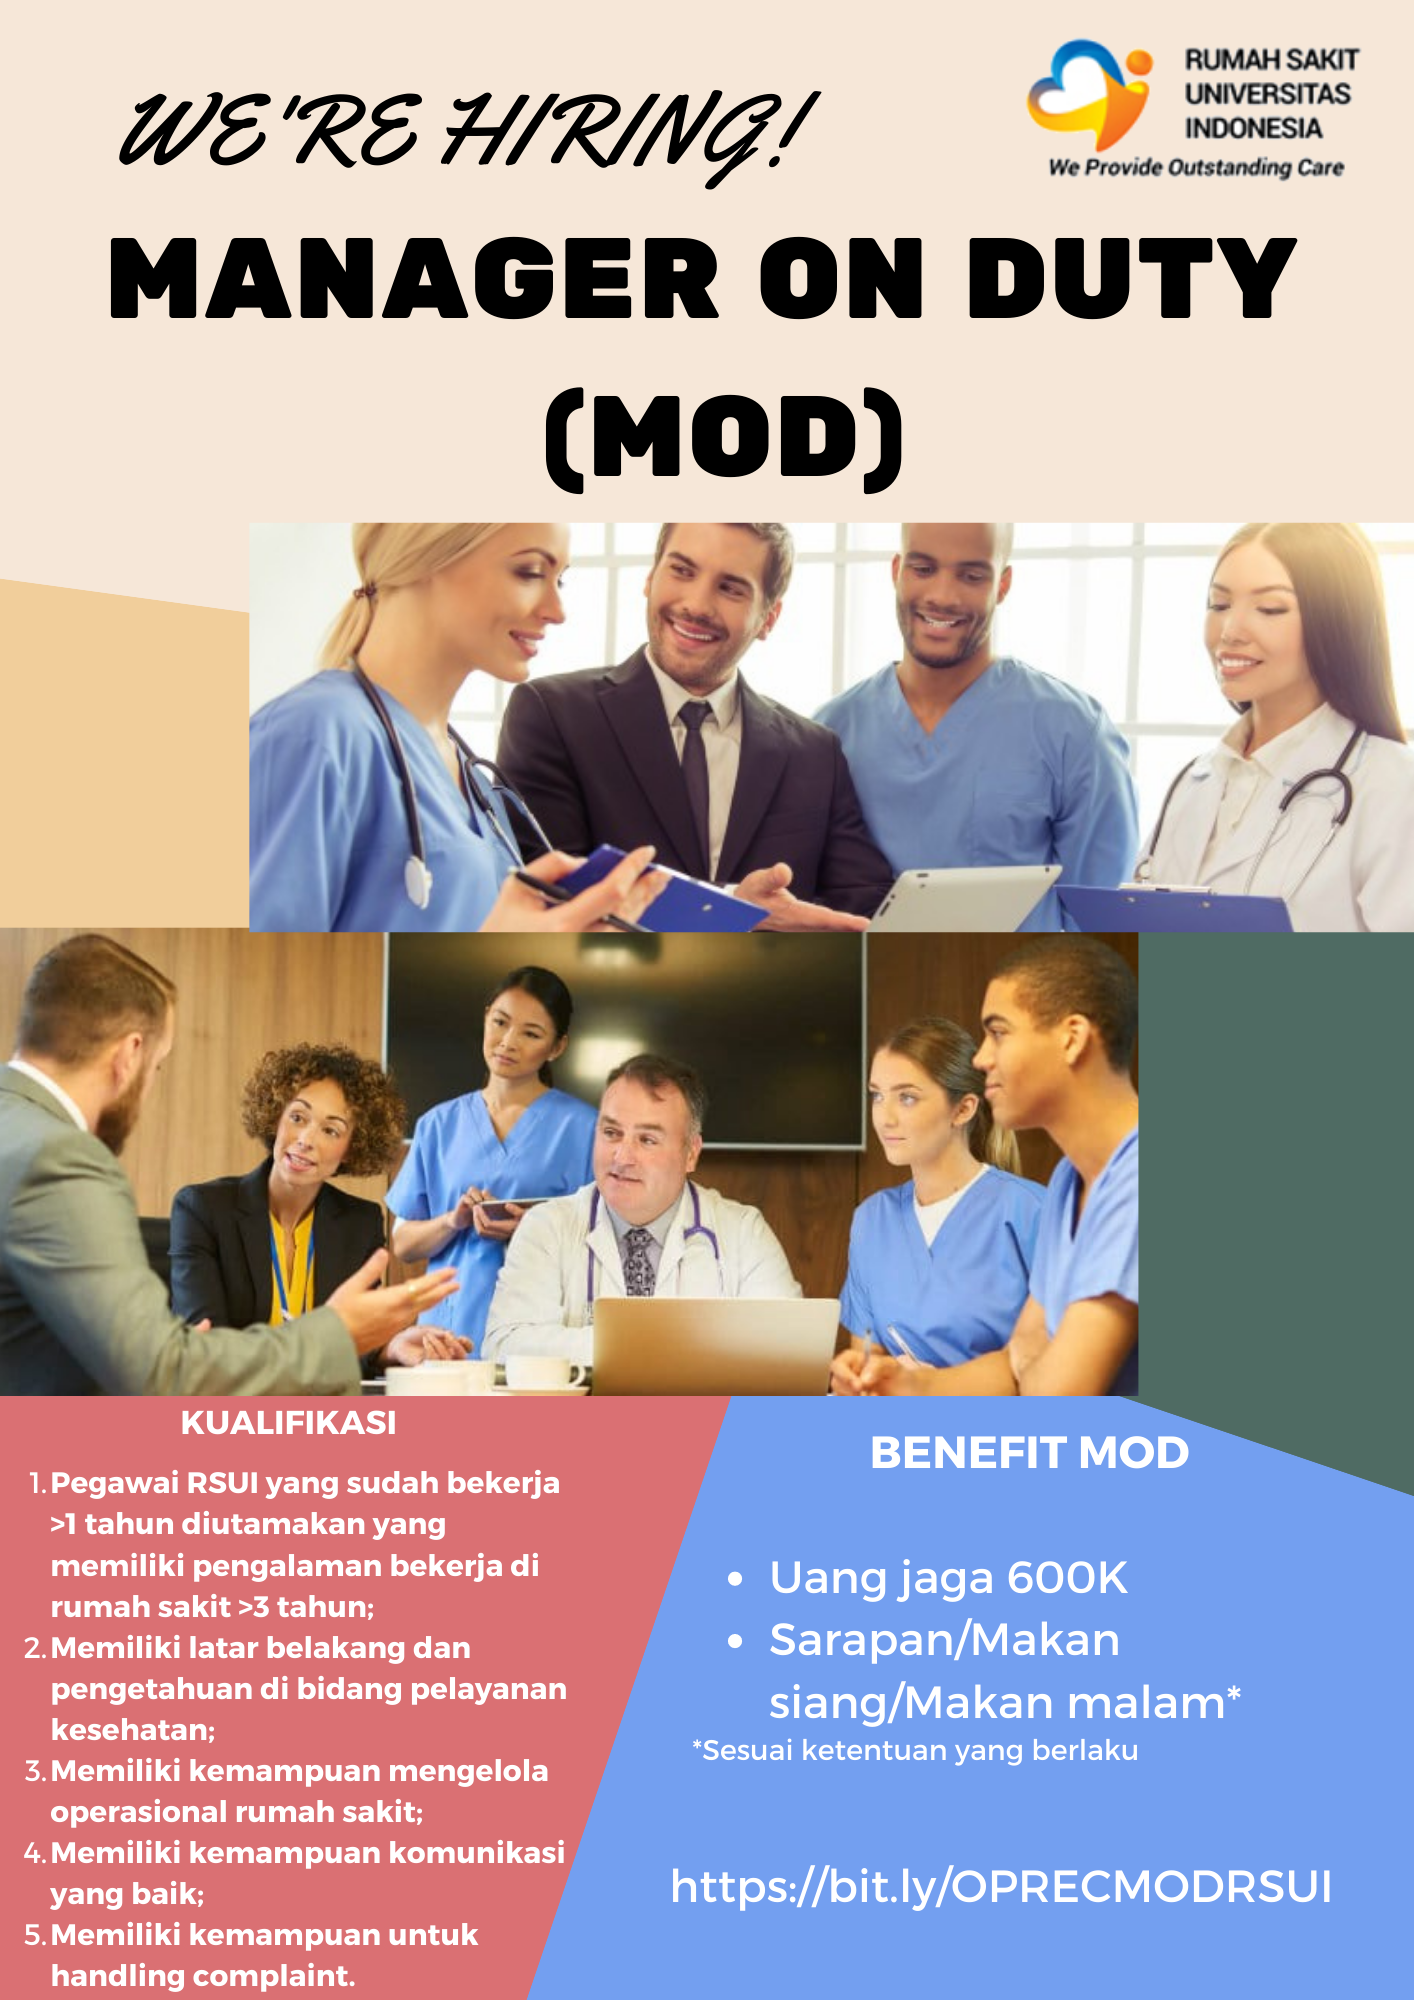 WE'RE HIRING!
RUMAH SAKIT
UNIVERSITAS
INDONESIA
We Provide Outstanding Care
MANAGER ON DUTY
(MOD)
KUALIFIKASI
1. Pegawai RSUI yang sudah bekerja
>1 tahun diutamakan yang
memiliki pengalaman bekerja di
rumah sakit >3 tahun;
2. Memiliki latar belakang dan
pengetahuan di bidang pelayanan
kesehatan;
3. Memiliki kemampuan mengelola
operasional rumah sakit;
4. Memiliki kemampuan komunikasi
yang baik;
5. Memiliki kemampuan untuk
handling complaint.
BENEFIT MOD
• Uang jaga 600K
• Sarapan/Makan
siang/Makan malam*
*Sesuai ketentuan yang berlaku
https://bit.ly/OPRECMODRSUI